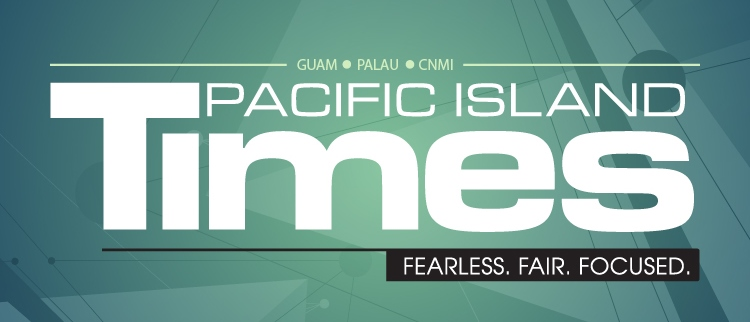 GUAM ● PALAU ● CNMI
PACIFIC ISLAND
Times
FEARLESS. FAIR. FOCUSED.